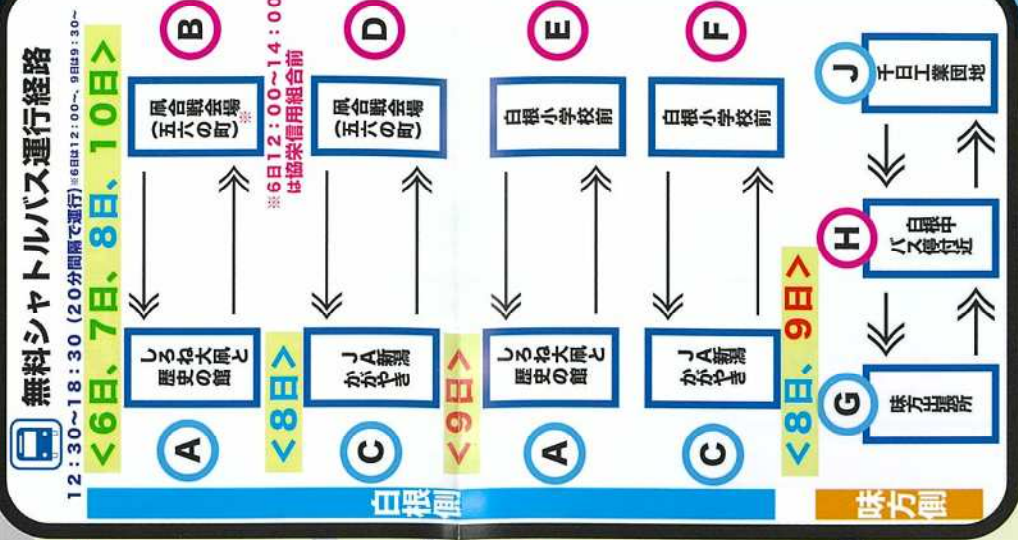 無料シャトルバス運行経路
12:30~18:30 (20分間隔で運行)※6日は12:00~、9日は9:30~
<6日、7日、8日、10日>
白根側
A
しろね大凧と
歴史の館
凧合戦会場
(五六の町)※
B
※6日12:00~14:00
は協栄信用組合前
<8日>
C
JA新潟
かがやき
凧合戦会場
(五六の町)
D
<9日>
A
しろね大凧と
歴史の館
白根小学校前
E
C
JA新潟
かがやき
白根小学校前
F
<8日、9日>
味方側
G
味方出張所
H
白根中
バス停付近
J
千日工業団地